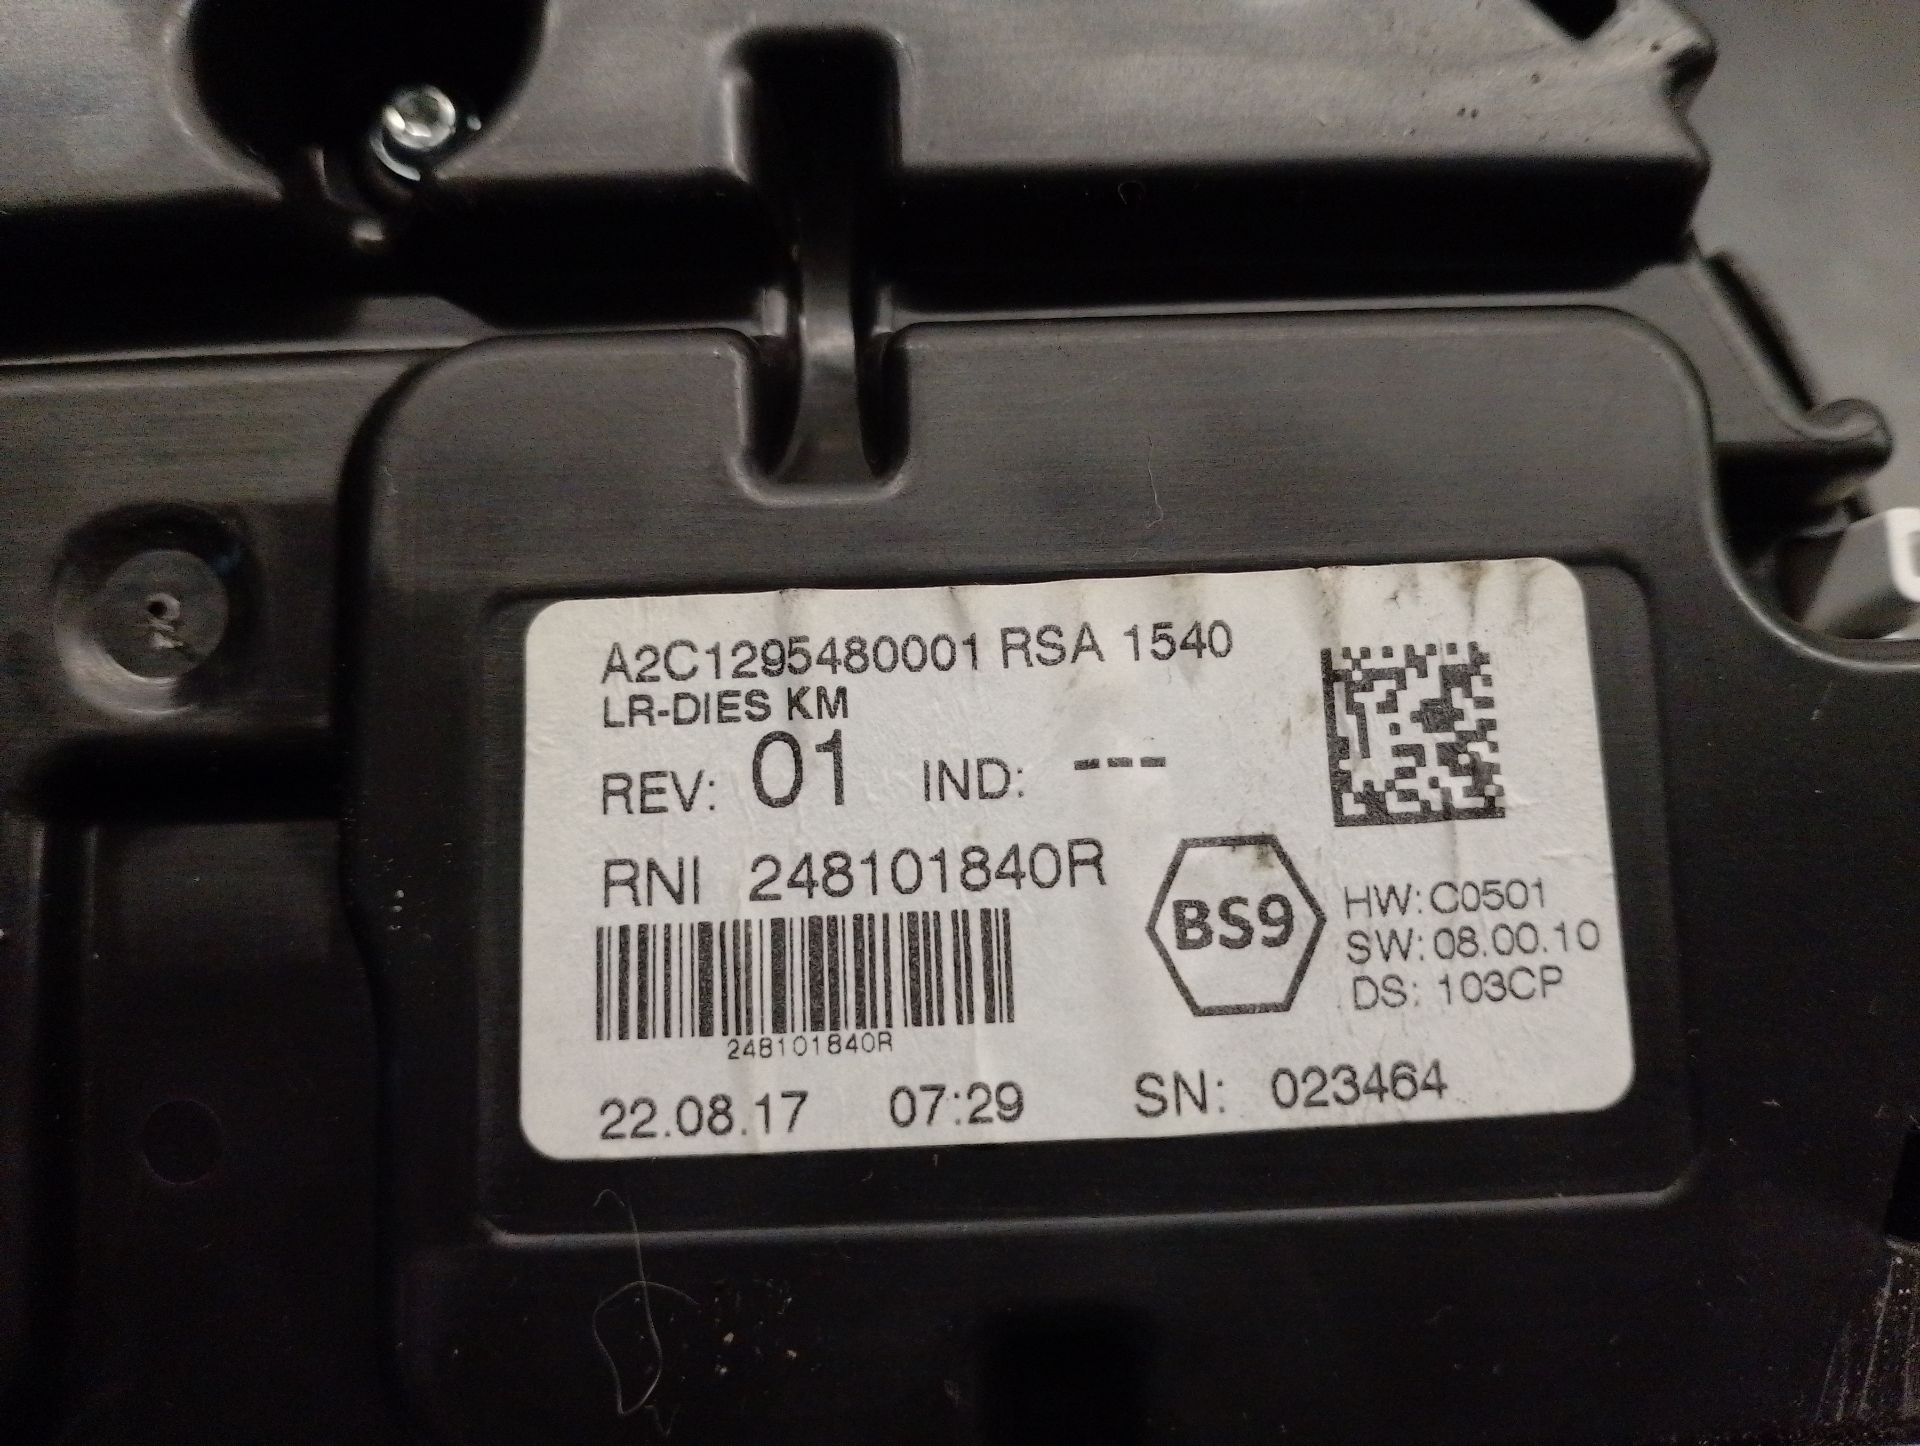 A2C1295480001 RSA 1540
LR-DIES KM
REV: 01 IND: ---
RNI 248101840R
BS9
HW: C0501
SW: 08.00.10
DS: 103CP
248101840R
22.08.17 07:29 SN: 023464